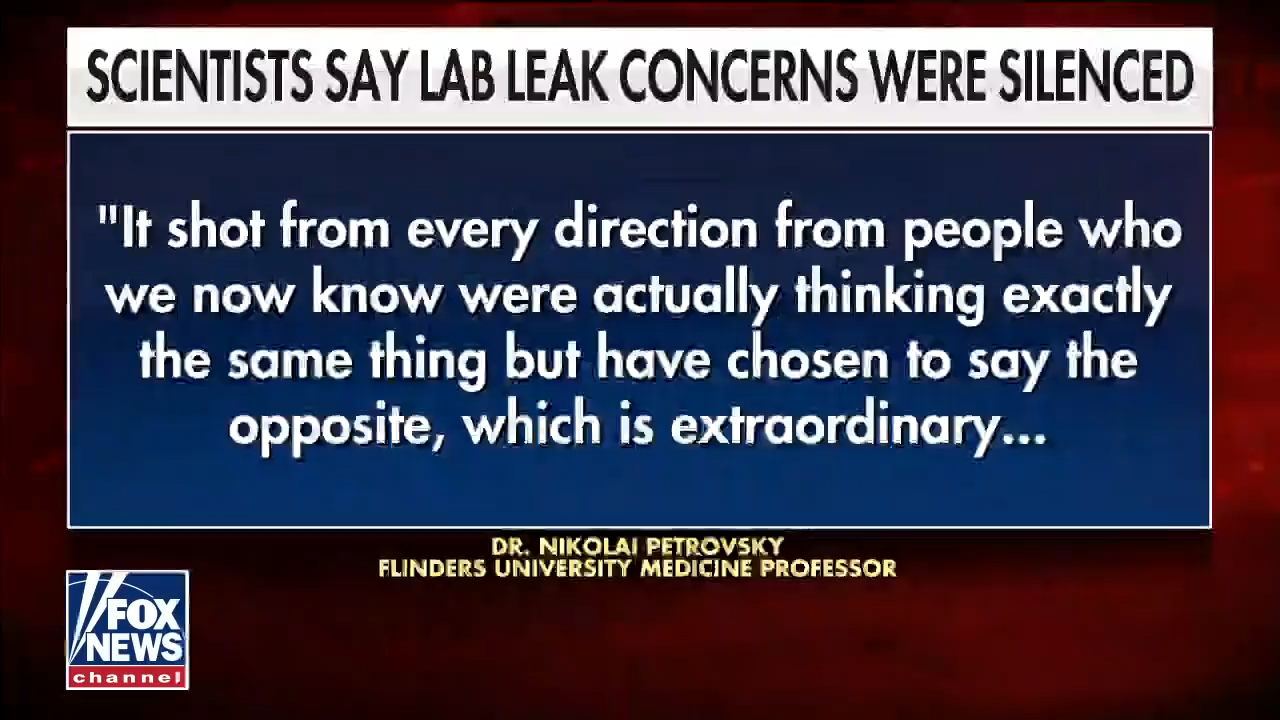 SCIENTISTS SAY LAB LEAK CONCERNS WERE SILENCED
"It shot from every direction from people who
we now know were actually thinking exactly
the same thing but have chosen to say the
opposite, which is extraordinary...
DR. NIKOLAI PETROVSKY
FLINDERS UNIVERSITY MEDICINE PROFESSOR
FOX
NEWS
channel